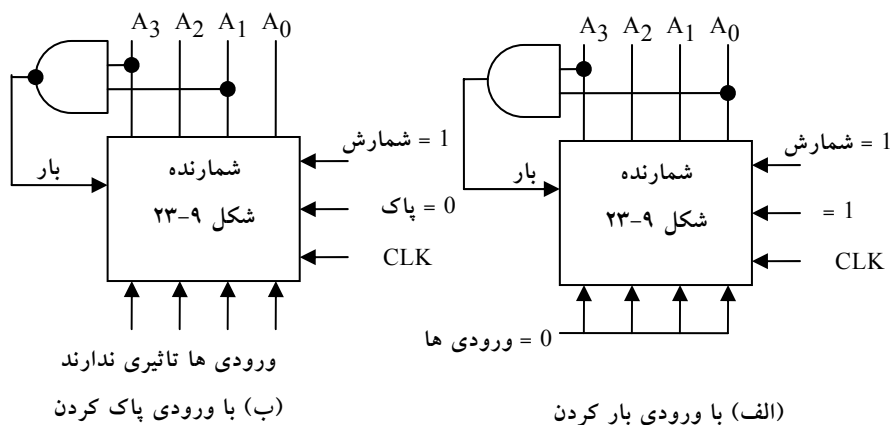 A3 A2 A1 A0
بار
شمارنده
شکل ۹-۲۳
شمارش = 1
= 1
CLK
ورودی ها = 0
(الف) با ورودی بار کردن
A3 A2 A1 A0
بار
شمارنده
شکل ۹-۲۳
شمارش = 1
پاک = 0
CLK
ورودی ها تاثیری ندارند
(ب) با ورودی پاک کردن